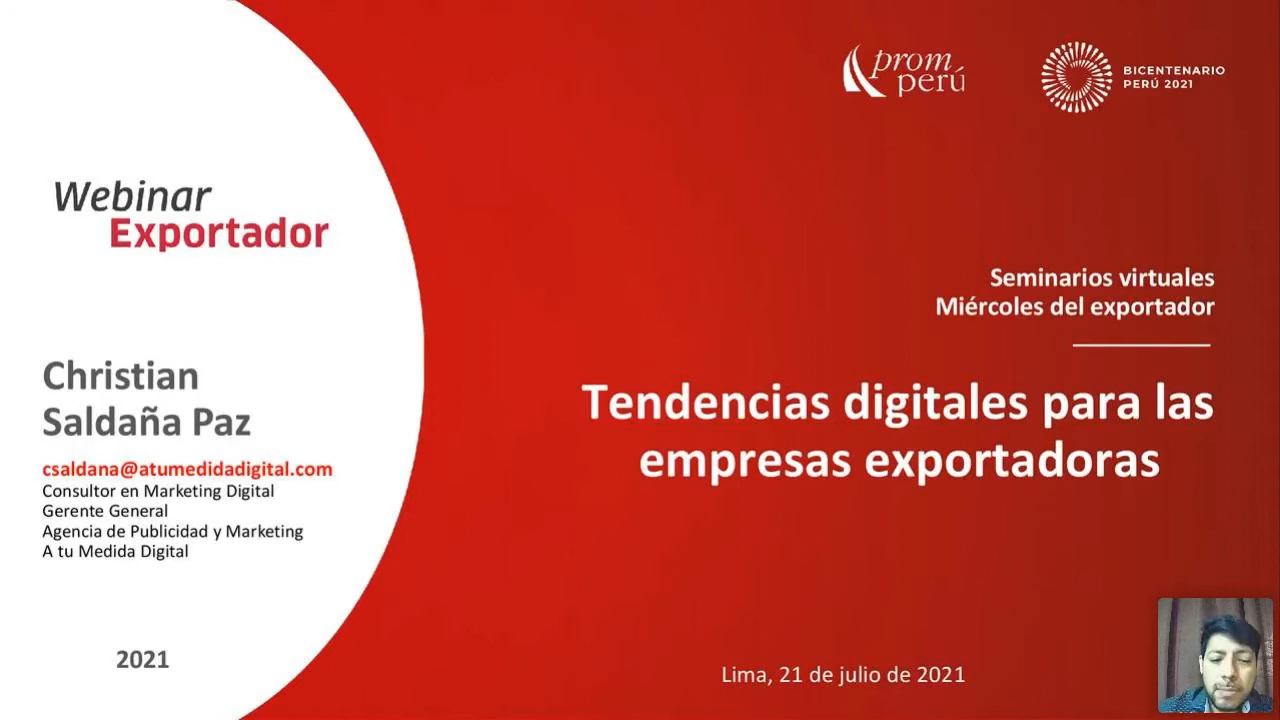 prom
perú
BICENTENARIO
PERÚ 2021
Webinar
Exportador
Seminarios virtuales
Miércoles del exportador
Christian
Saldaña Paz
csaldana@atumedidadigital.com
Consultor en Marketing Digital
Gerente General
Agencia de Publicidad y Marketing
A tu Medida Digital
Tendencias digitales para las
empresas exportadoras
2021
Lima, 21 de julio de 2021